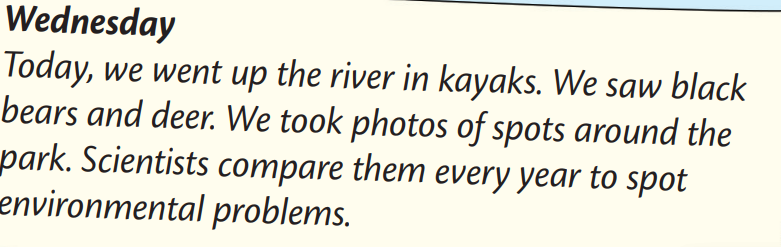 Wednesday
Today, we went up the river in kayaks. We saw black
bears and deer. We took photos of spots around the
park. Scientists compare them every year to spot
environmental problems.